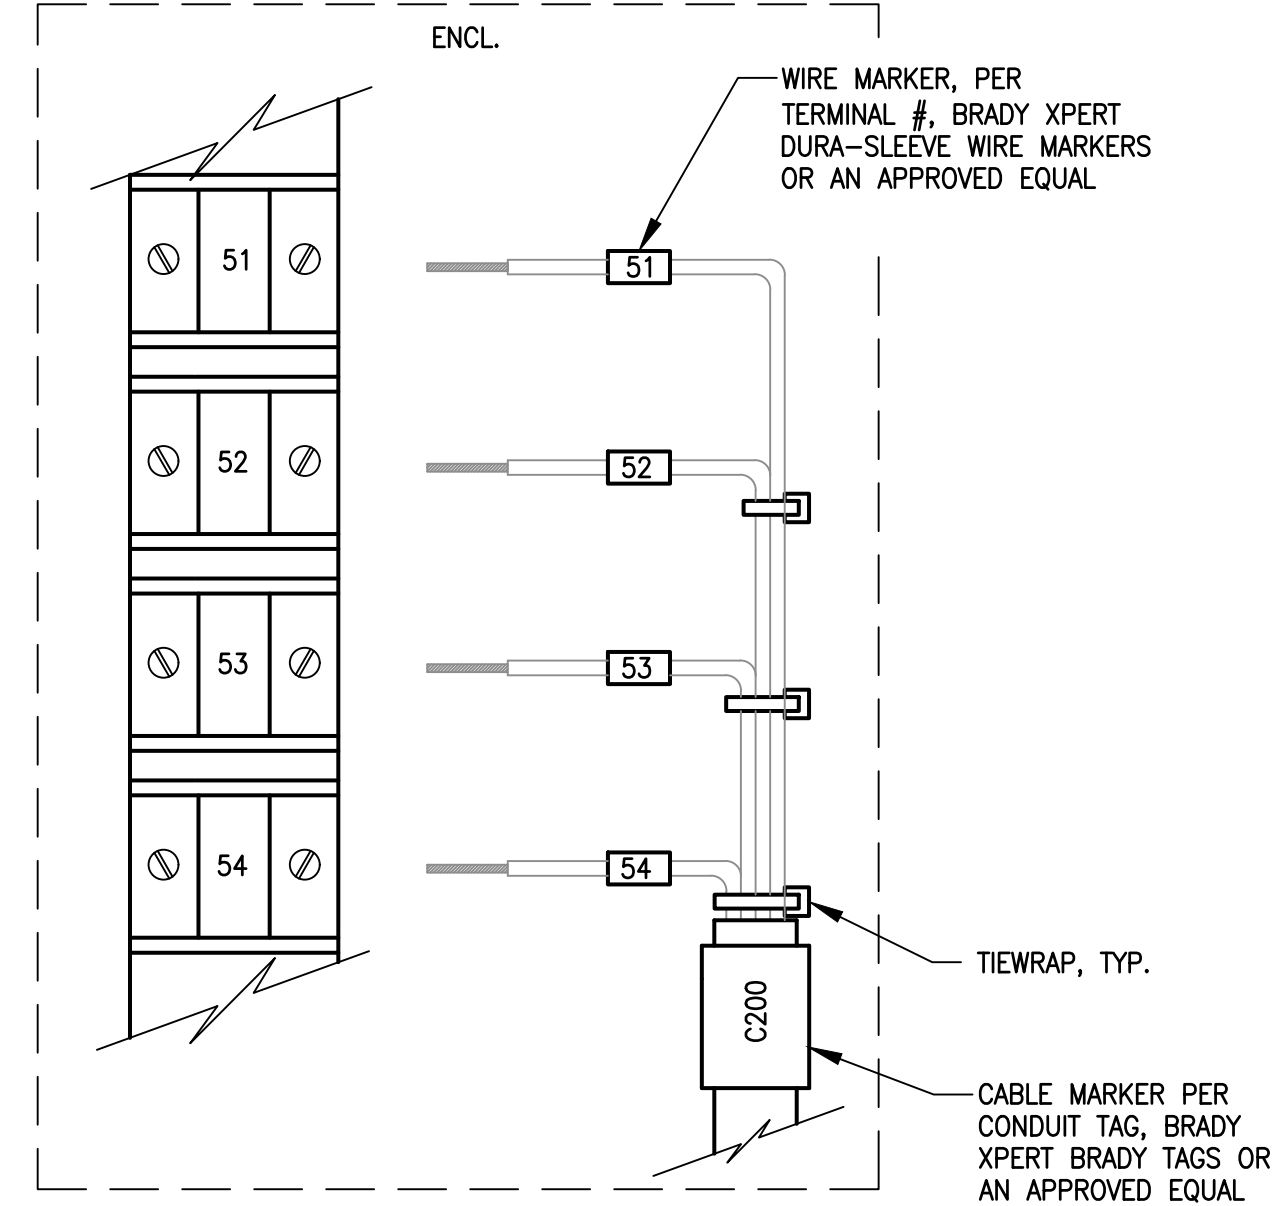 ENCL.
WIRE MARKER, PER
TERMINAL #, BRADY XPERT
DURA-SLEEVE WIRE MARKERS
OR AN APPROVED EQUAL
51
51
52
52
53
53
54
54
TIEWRAP, TYP.
C200
CABLE MARKER PER
CONDUIT TAG, BRADY
XPERT BRADY TAGS OR
AN APPROVED EQUAL